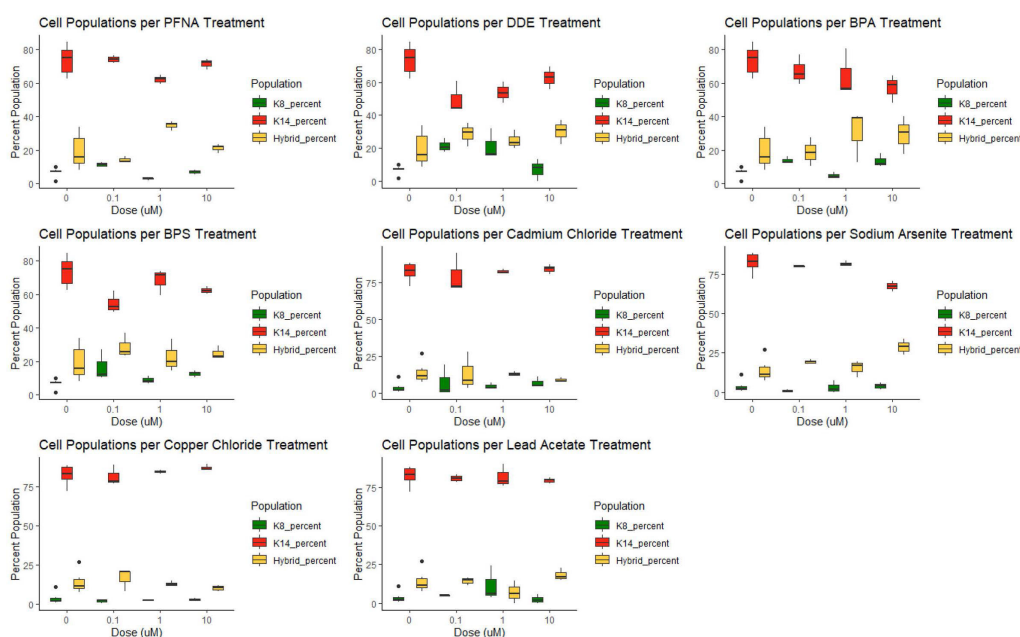 Cell Populations per PFNA Treatment
Percent Population
80
60
40
20
0
0 0.1 1 10
Dose (uM)
Population
K8_percent
K14_percent
Hybrid_percent
Cell Populations per DDE Treatment
Percent Population
80
60
40
20
0
0 0.1 1 10
Dose (uM)
Population
K8_percent
K14_percent
Hybrid_percent
Cell Populations per BPA Treatment
Percent Population
80
60
40
20
0
0 0.1 1 10
Dose (uM)
Population
K8_percent
K14_percent
Hybrid_percent
Cell Populations per BPS Treatment
Percent Population
80
60
40
20
0
0 0.1 1 10
Dose (uM)
Population
K8_percent
K14_percent
Hybrid_percent
Cell Populations per Cadmium Chloride Treatment
Percent Population
75
50
25
0
0 0.1 1 10
Dose (uM)
Population
K8_percent
K14_percent
Hybrid_percent
Cell Populations per Sodium Arsenite Treatment
Percent Population
75
50
25
0
0 0.1 1 10
Dose (uM)
Population
K8_percent
K14_percent
Hybrid_percent
Cell Populations per Copper Chloride Treatment
Percent Population
75
50
25
0
0 0.1 1 10
Dose (uM)
Population
K8_percent
K14_percent
Hybrid_percent
Cell Populations per Lead Acetate Treatment
Percent Population
75
50
25
0
0 0.1 1 10
Dose (uM)
Population
K8_percent
K14_percent
Hybrid_percent